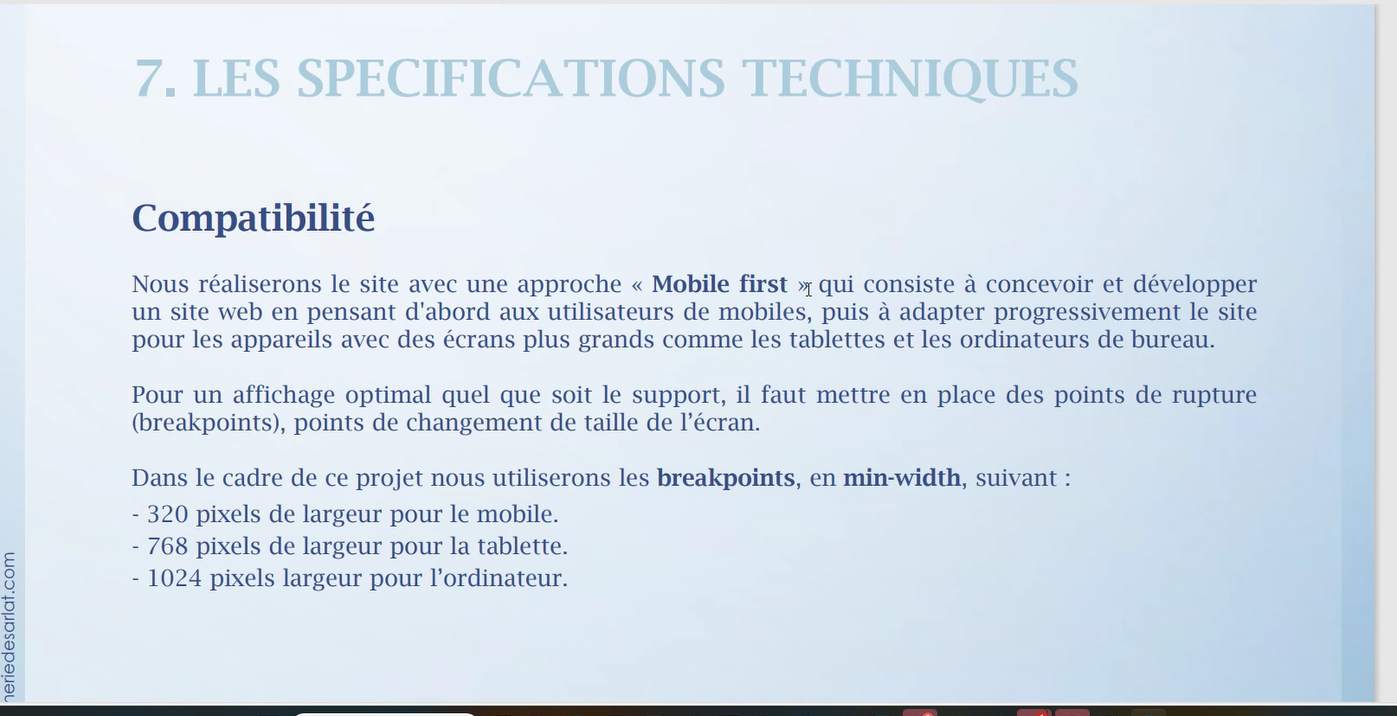 7. LES SPECIFICATIONS TECHNIQUES
Compatibilité
Nous réaliserons le site avec une approche « Mobile first » qui consiste à concevoir et développer
un site web en pensant d'abord aux utilisateurs de mobiles, puis à adapter progressivement le site
pour les appareils avec des écrans plus grands comme les tablettes et les ordinateurs de bureau.
Pour un affichage optimal quel que soit le support, il faut mettre en place des points de rupture
(breakpoints), points de changement de taille de l’écran.
Dans le cadre de ce projet nous utiliserons les breakpoints, en min-width, suivant :
- 320 pixels de largeur pour le mobile.
- 768 pixels de largeur pour la tablette.
- 1024 pixels largeur pour l’ordinateur.
neriedesarlat.com